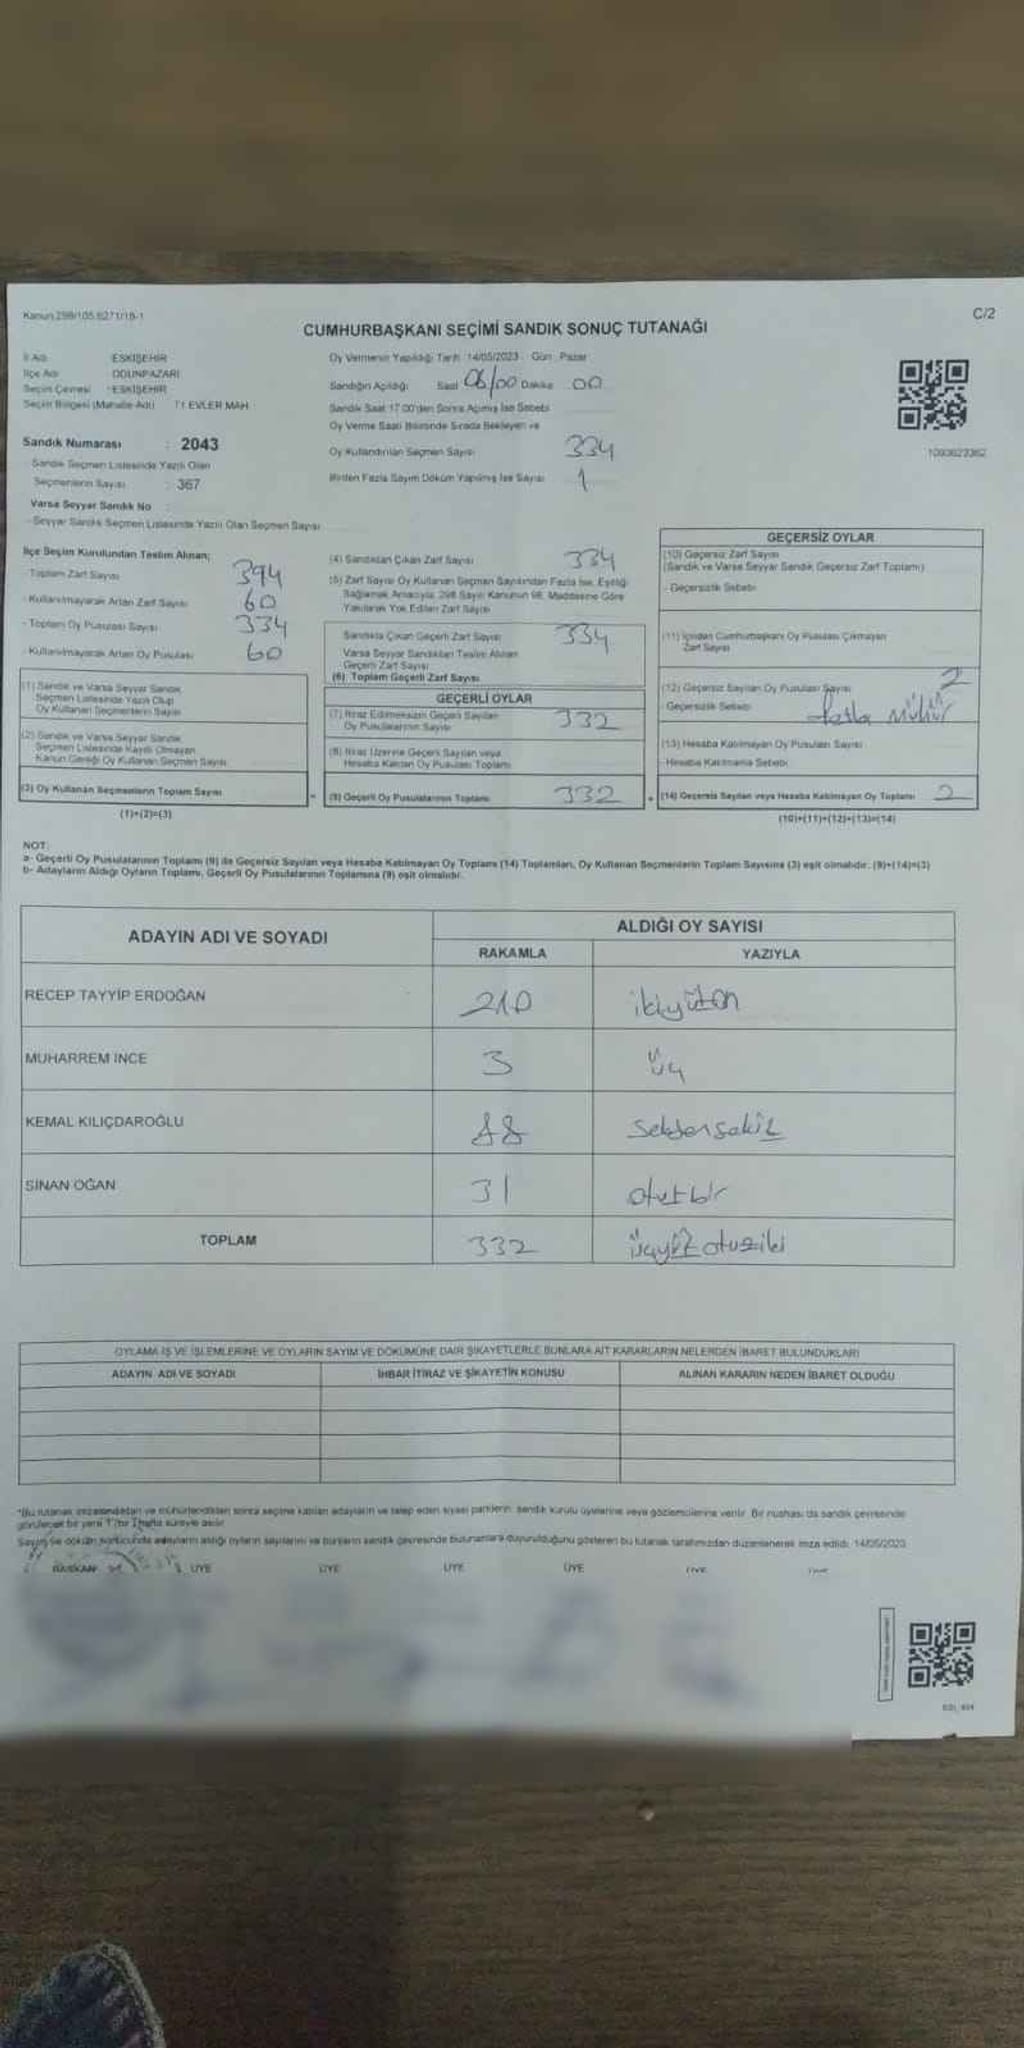 Kanun 298/105.6271/18-1
C/2
CUMHURBAŞKANI SEÇİMİ SANDIK SONUÇ TUTANAĞI
İl Adı ESKİŞEHİR
İlçe Adı ODUNPAZARI
Seçim Çevresi : ESKİŞEHİR
Seçim Bölgesi (Mahalle Adı) 71 EVLER MAH.
Sandık Numarası : 2043
Sandık Seçmen Listesinde Yazılı Olan
Seçmenlerin Sayısı : 367
Varsa Seyyar Sandık No :
- Seyyar Sandık Seçmen Listesinde Yazılı Olan Seçmen Sayısı
Oy Vermenin Yapıldığı Tarih 14/05/2023 Gün Pazar
Sandığın Açıldığı Saat 06/00 Dakika 00
Sandık Saat 17.00'den Sonra Açılmış İse Sebebi
Oy Verme Saati Bitiminde Sırada Bekleyen ve
Oy Kullandırılan Seçmen Sayısı 334
Birden Fazla Sayım Döküm Yapılmış İse Sayısı 1
1093623362
İlçe Seçim Kurulundan Teslim Alınan;
Toplam Zarf Sayısı 394
- Kullanılmayarak Artan Zarf Sayısı 60
- Toplam Oy Pusulası Sayısı 334
- Kullanılmayarak Artan Oy Pusulası 60
(1) Sandık ve Varsa Seyyar Sandık
Seçmen Listesinde Yazılı Olup
Oy Kullanan Seçmenlerin Sayısı
(2) Sandık ve Varsa Seyyar Sandık
Seçmen Listesinde Kayıtlı Olmayan
Kanun Gereği Oy Kullanan Seçmen Sayısı
(3) Oy Kullanan Seçmenlerin Toplam Sayısı
(1)+(2)=(3)
=
(4) Sandıktan Çıkan Zarf Sayısı 334
(5) Zarf Sayısı Oy Kullanan Seçmen Sayısından Fazla İse, Eşitliği
Sağlamak Amacıyla, 298 Sayılı Kanunun 98. Maddesine Göre
Yakılarak Yok Edilen Zarf Sayısı
Sandıkta Çıkan Geçerli Zarf Sayısı 334
Varsa Seyyar Sandıktan Teslim Alınan
Geçerli Zarf Sayısı
(6) Toplam Geçerli Zarf Sayısı
GEÇERLİ OYLAR
(7) İtiraz Edilmeksizin Geçerli Sayılan
Oy Pusulalarının Sayısı 332
(8) İtiraz Üzerine Geçerli Sayılan veya
Hesaba Katılan Oy Pusulası Toplamı
(9) Geçerli Oy Pusulalarının Toplamı 332
+
GEÇERSİZ OYLAR
(10) Geçersiz Zarf Sayısı
(Sandık ve Varsa Seyyar Sandık Geçersiz Zarf Toplamı)
- Geçersizlik Sebebi
(11) İçinden Cumhurbaşkanı Oy Pusulası Çıkmayan
Zarf Sayısı
(12) Geçersiz Sayılan Oy Pusulası Sayısı 2
- Geçersizlik Sebebi fazla mühür
(13) Hesaba Katılmayan Oy Pusulası Sayısı
- Hesaba Katılmama Sebebi
(14) Geçersiz Sayılan veya Hesaba Katılmayan Oy Toplamı 2
(10)+(11)+(12)+(13)=(14)
NOT:
a- Geçerli Oy Pusulalarının Toplamı (9) ile Geçersiz Sayılan veya Hesaba Katılmayan Oy Toplamı (14) Toplamları, Oy Kullanan Seçmenlerin Toplam Sayısına (3) eşit olmalıdır. (9)+(14)=(3)
b- Adayların Aldığı Oyların Toplamı, Geçerli Oy Pusulalarının Toplamına (9) eşit olmalıdır.
ADAYIN ADI VE SOYADI
ALDIĞI OY SAYISI
RAKAMLA YAZIYLA
RECEP TAYYİP ERDOĞAN 210 ikiyüzon
MUHARREM İNCE 3 üç
KEMAL KILIÇDAROĞLU 88 seksensekiz
SİNAN OĞAN 31 otuzbir
TOPLAM 332 üçyüzotuziki
OYLAMA İŞ VE İŞLEMLERİNE VE OYLARIN SAYIM VE DÖKÜMÜNE DAİR ŞİKAYETLERLE BUNLARA AİT KARARLARIN NELERDEN İBARET BULUNDUKLARI
ADAYIN ADI VE SOYADI İHBAR İTİRAZ VE ŞİKAYETİN KONUSU ALINAN KARARIN NEDEN İBARET OLDUĞU
*Bu tutanak imzalandıktan ve mühürlendikten sonra seçime katılan adayların ve talep eden siyasi partilerin sandık kurulu üyelerine veya gözlemcilerine verilir. Bir nüshası da sandık çevresinde
görülecek bir yere 1 (bir) hafta süreyle asılır.
Sayım ve döküm sonucunda adayların aldığı oyların sayılarını ve bunların sandık çevresinde bulunanlara duyurulduğunu gösteren bu tutanak tarafımızdan düzenlenerek imza edildi. 14/05/2023
BAŞKAN ÜYE ÜYE ÜYE ÜYE ÜYE ÜYE